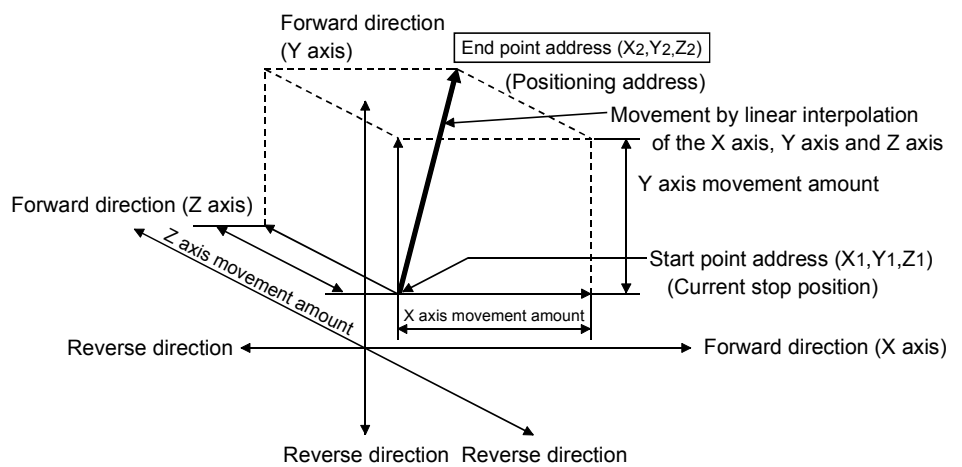 Forward direction
(Y axis)
End point address (X2,Y2,Z2)
(Positioning address)
Movement by linear interpolation
of the X axis, Y axis and Z axis
Y axis movement amount
Forward direction (Z axis)
Z axis movement amount
Start point address (X1,Y1,Z1)
(Current stop position)
X axis movement amount
Reverse direction
Forward direction (X axis)
Reverse direction
Reverse direction